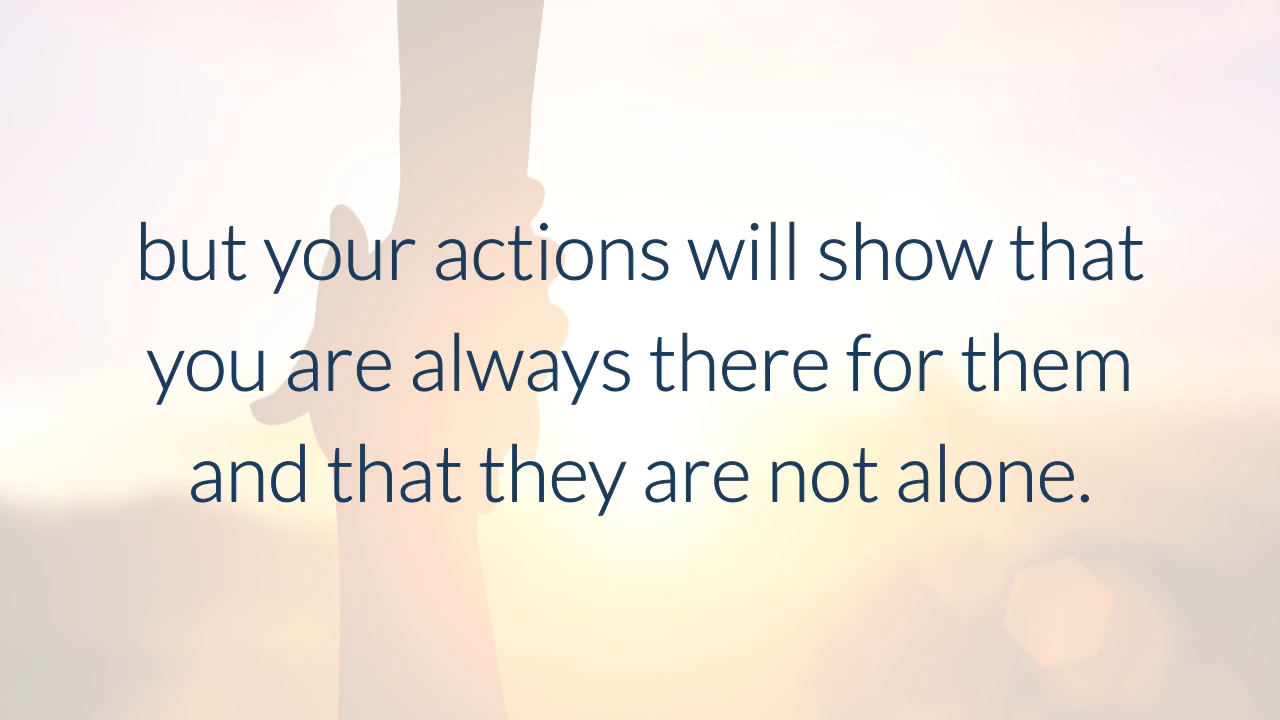 but your actions will show that
you are always there for them
and that they are not alone.